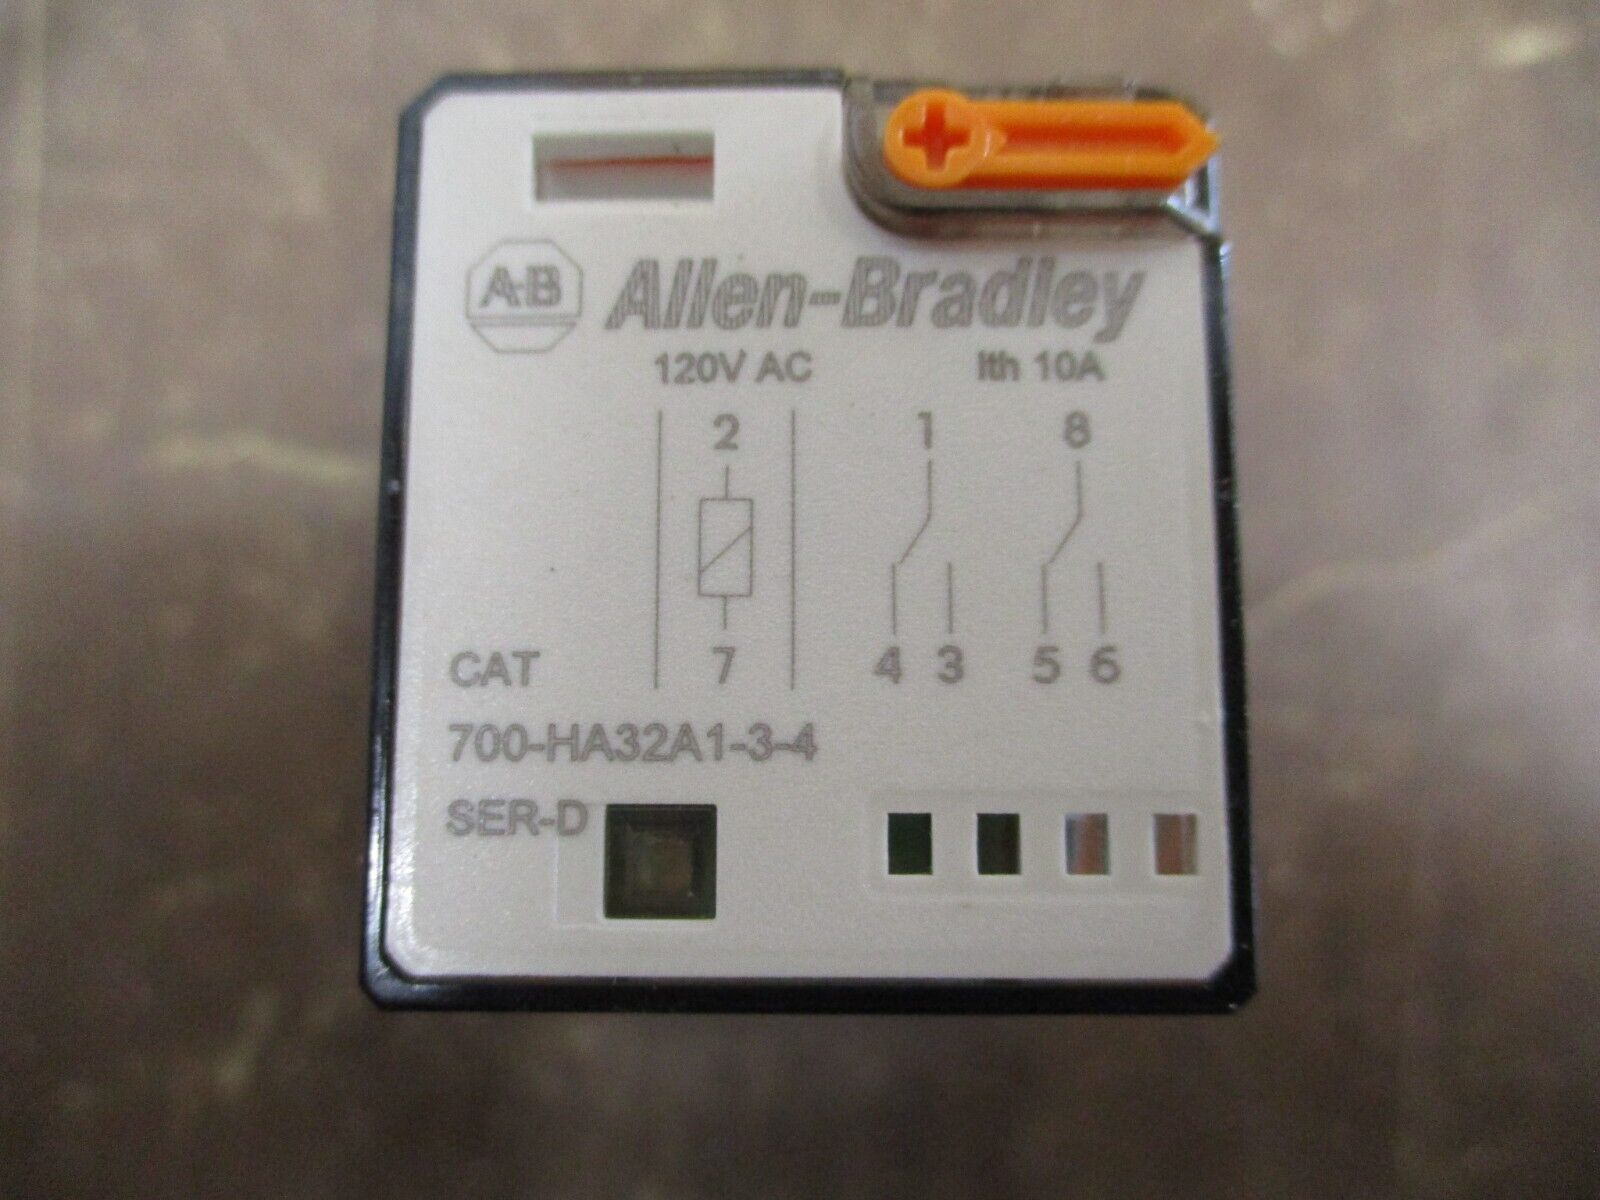 A-B Allen-Bradley
120V AC Ith 10A
2 1 8
7 4 3 5 6
CAT
700-HA32A1-3-4
SER-D